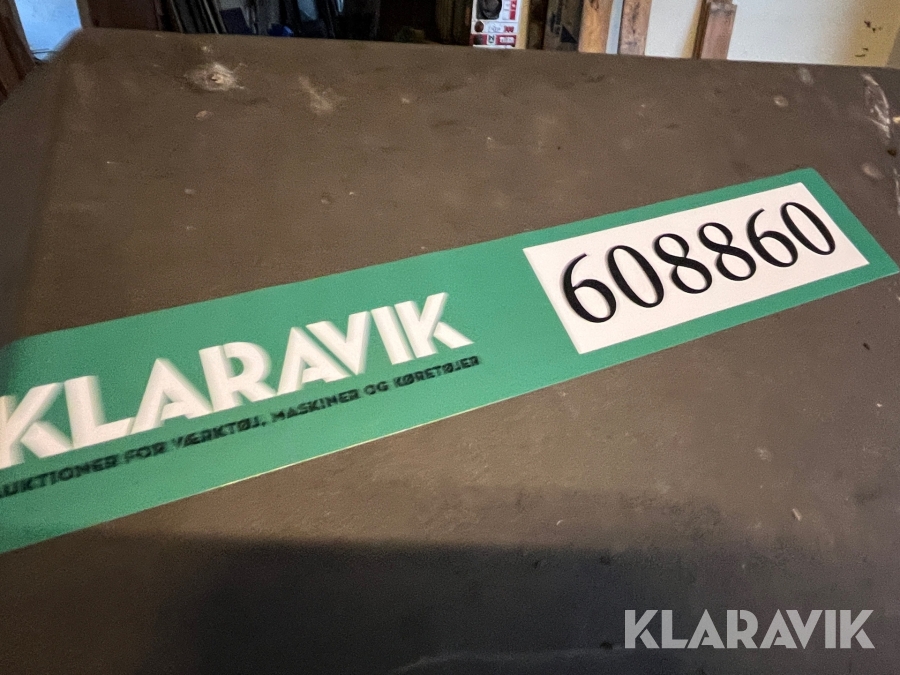 608860
KLARAVIK
AUKTIONER FOR VÆRKTØJ, MASKINER OG KØRETØJER
KLARAVIK